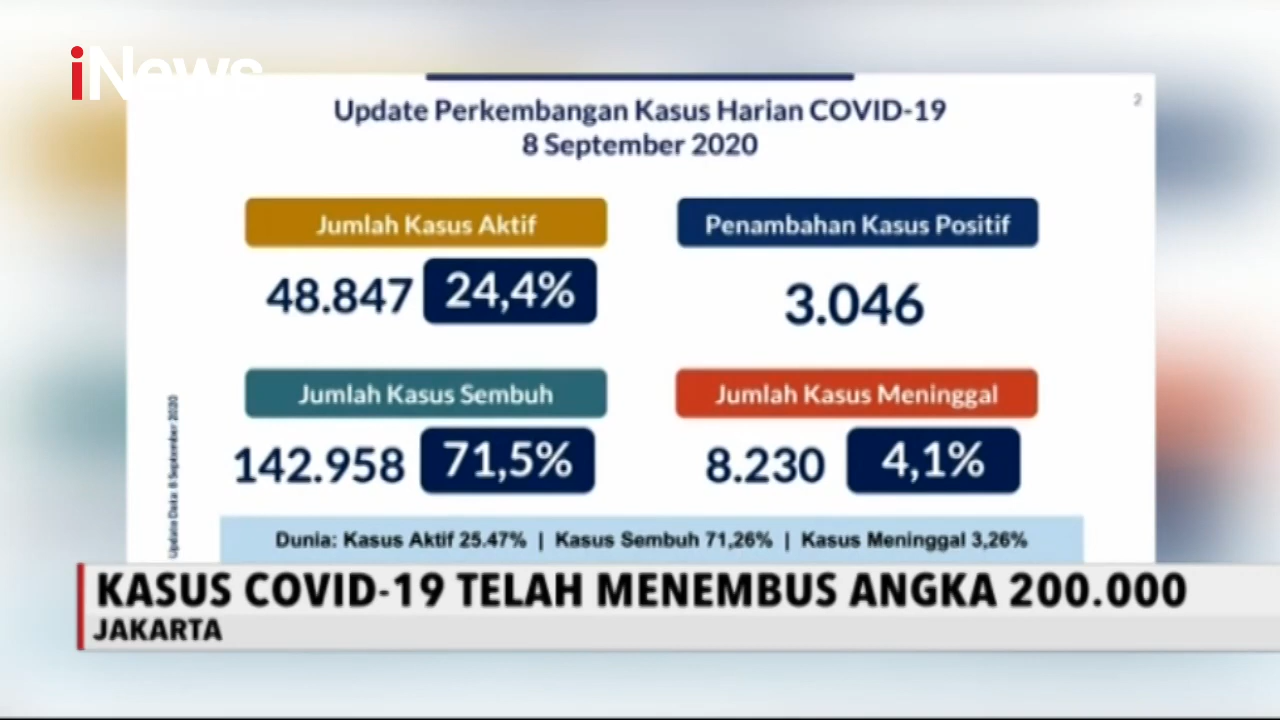 iNews
2
Update Perkembangan Kasus Harian COVID-19
8 September 2020
Jumlah Kasus Aktif
48.847 24,4%
Penambahan Kasus Positif
3.046
Jumlah Kasus Sembuh
142.958 71,5%
Jumlah Kasus Meninggal
8.230 4,1%
Update Data: 8 September 2020
Dunia: Kasus Aktif 25.47% | Kasus Sembuh 71,26% | Kasus Meninggal 3,26%
KASUS COVID-19 TELAH MENEMBUS ANGKA 200.000
JAKARTA